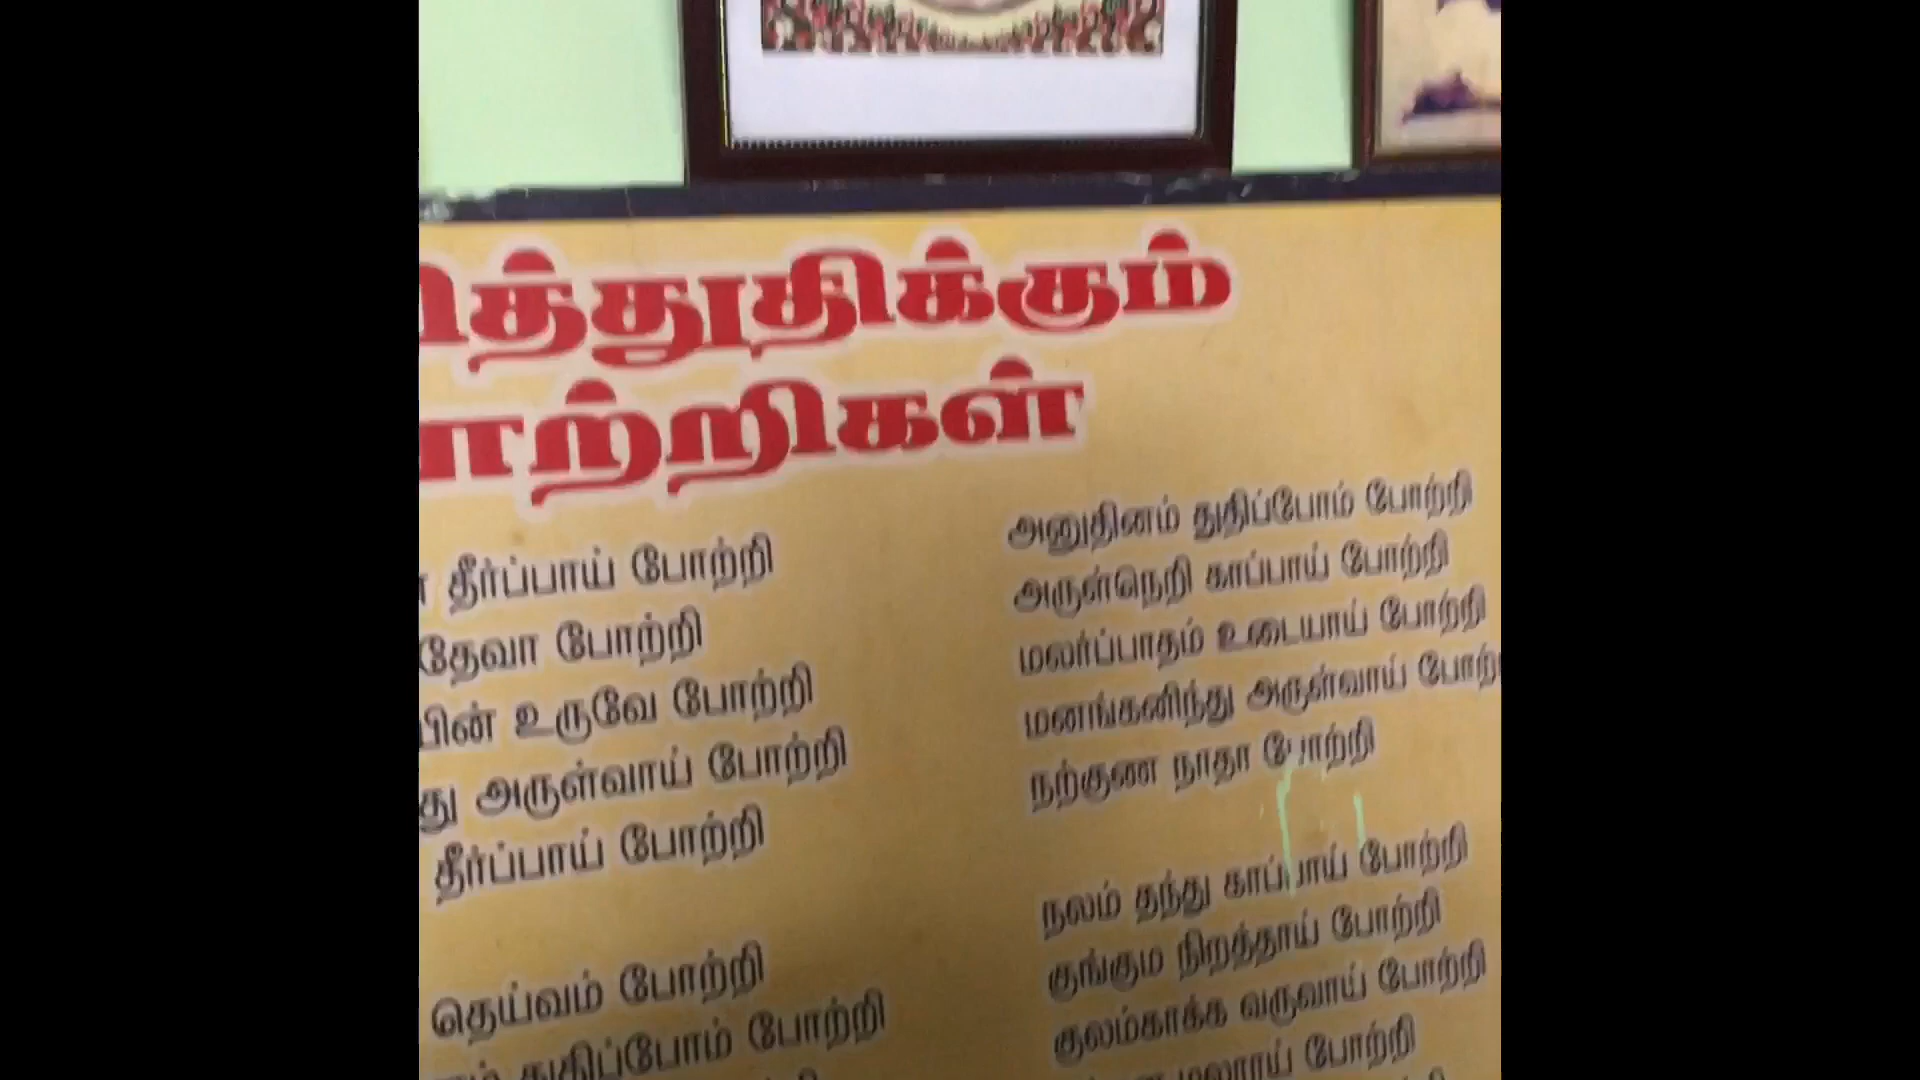 த்துதிக்கும்
போற்றிகள்
தீர்ப்பாய் போற்றி
தேவா போற்றி
உருவே போற்றி
அருள்வாய் போற்றி
தீர்ப்பாய் போற்றி
தெய்வம் போற்றி
துதிப்போம் போற்றி
அனுதினம் துதிப்போம் போற்றி
அருள்நெறி காப்பாய் போற்றி
மலர்ப்பாதம் உடையாய் போற்றி
மனங்கனிந்து அருள்வாய் போற்றி
நற்குண நாதா போற்றி
நலம் தந்து காப்பாய் போற்றி
குங்கும நிறத்தாய் போற்றி
குலம்காக்க வருவாய் போற்றி
போற்றி